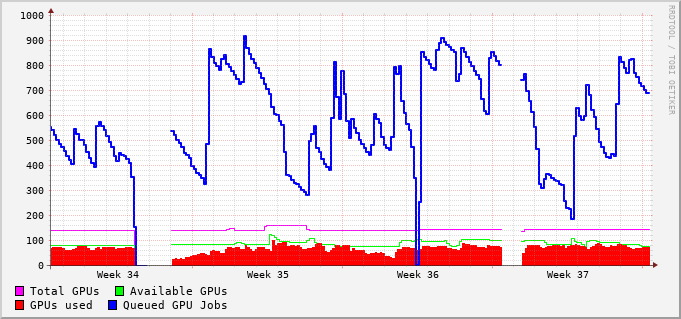 1000
900
800
700
600
500
400
300
200
100
0
Week 34 Week 35 Week 36 Week 37
Total GPUs Available GPUs
GPUs used Queued GPU Jobs
RRDTOOL / TOBI OETIKER